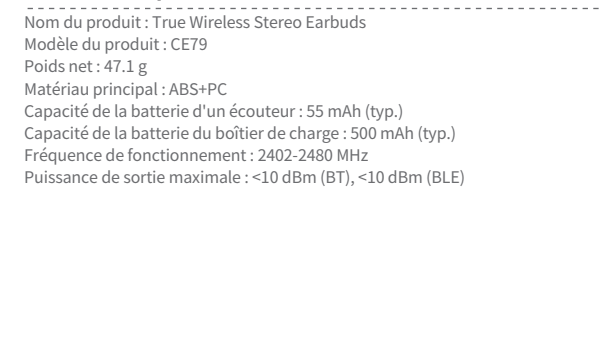 Nom du produit : True Wireless Stereo Earbuds
Modèle du produit : CE79
Poids net : 47.1 g
Matériau principal : ABS+PC
Capacité de la batterie d'un écouteur : 55 mAh (typ.)
Capacité de la batterie du boîtier de charge : 500 mAh (typ.)
Fréquence de fonctionnement : 2402-2480 MHz
Puissance de sortie maximale : <10 dBm (BT), <10 dBm (BLE)